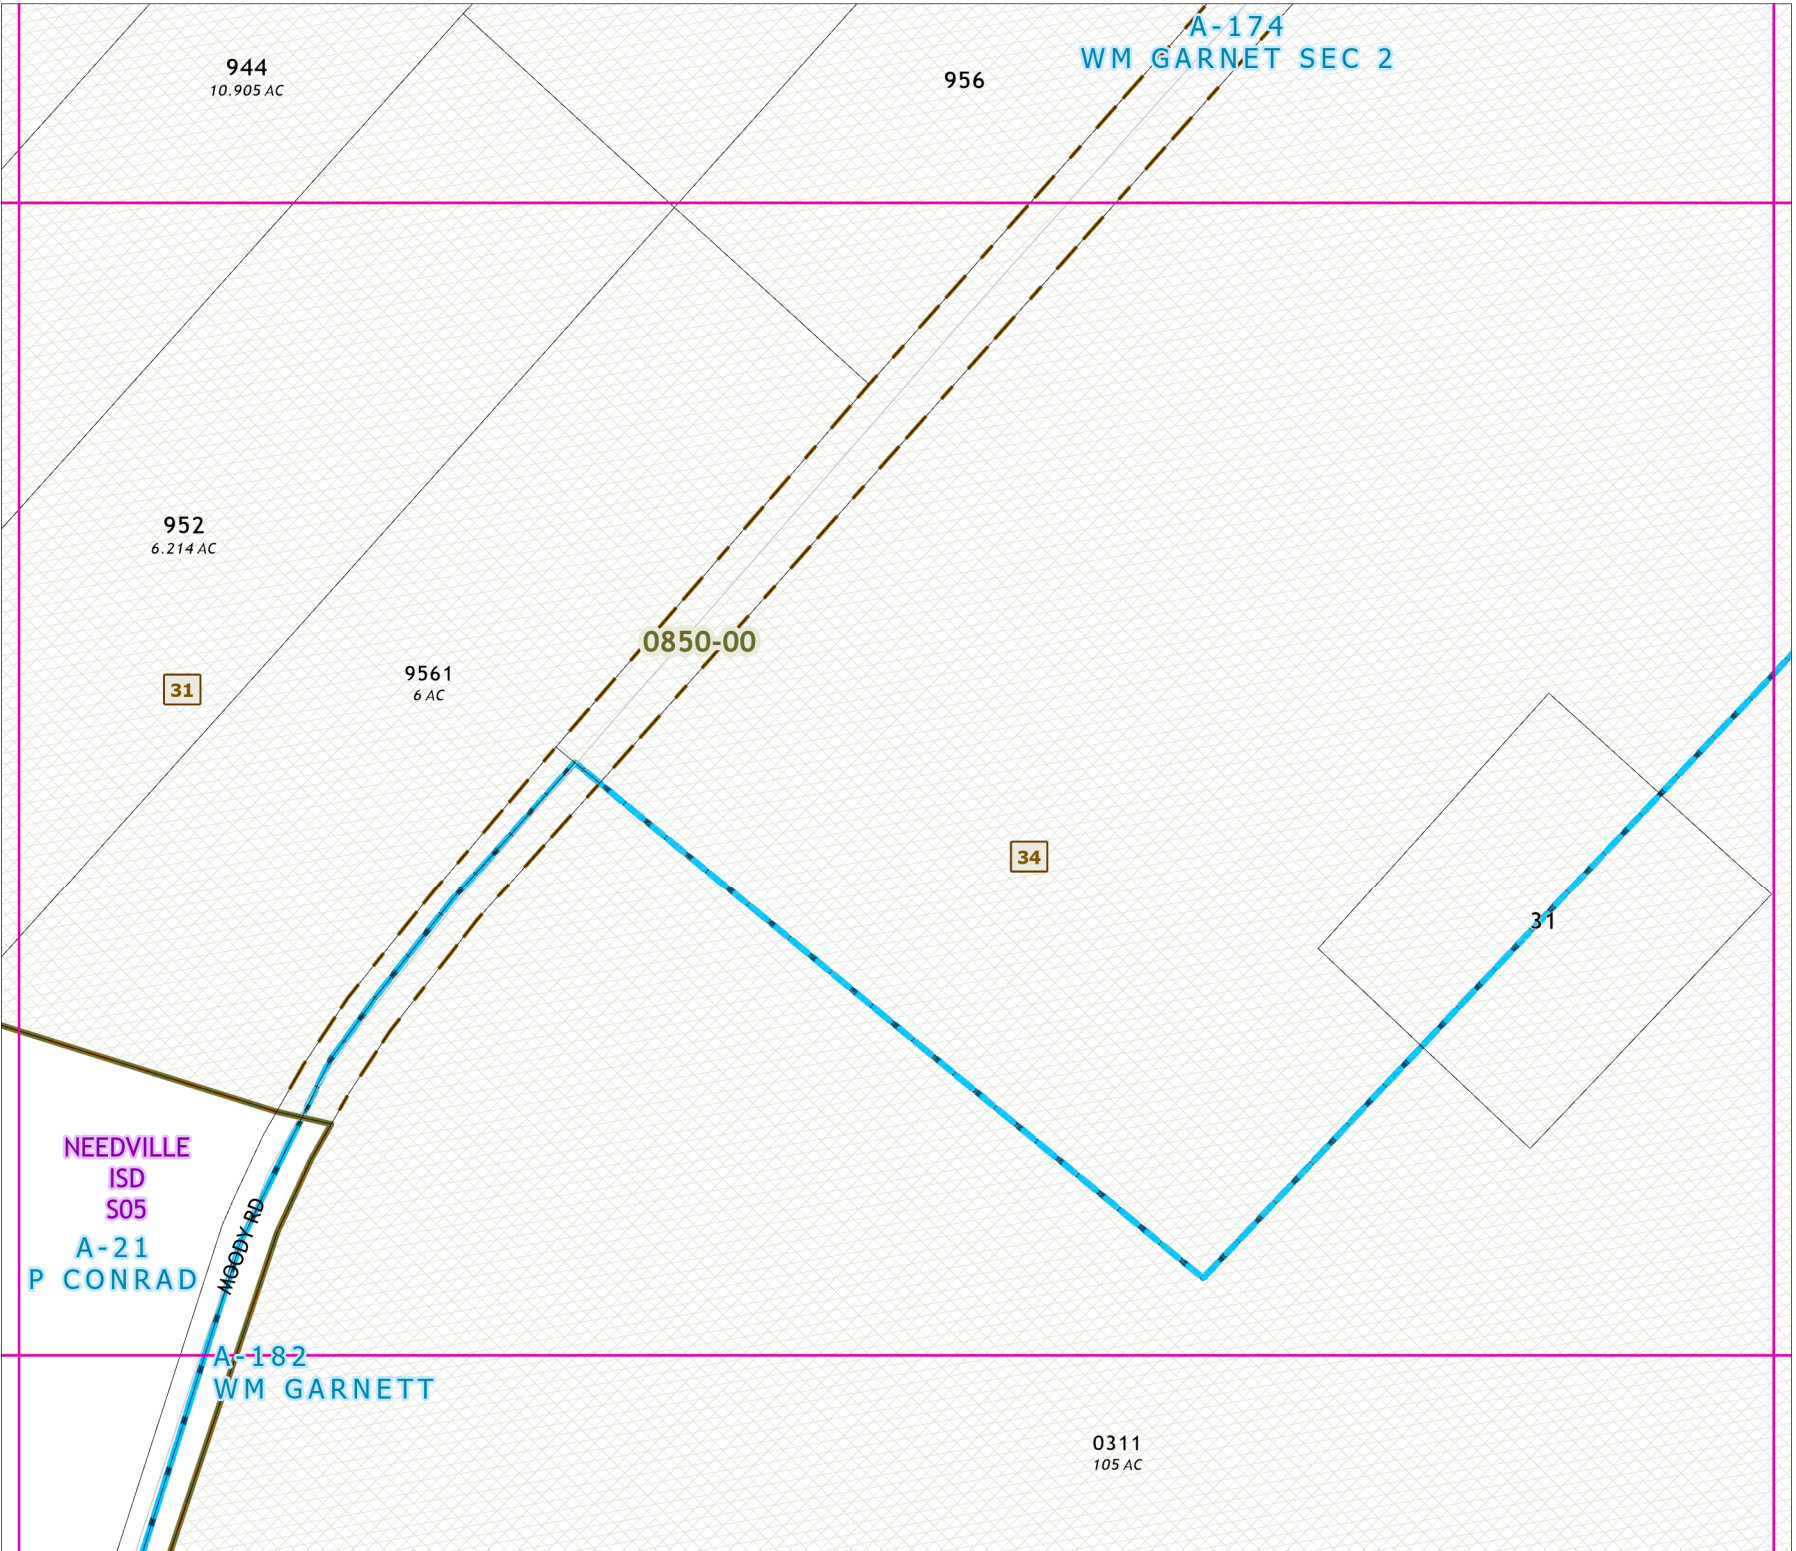 A-174
WM GARNET SEC 2
944
10.905 AC
956
952
6.214 AC
0850-00
9561
6 AC
31
34
31
NEEDVILLE
ISD
S05
A-21
P CONRAD
MOODY RD
A-182
WM GARNETT
0311
105 AC